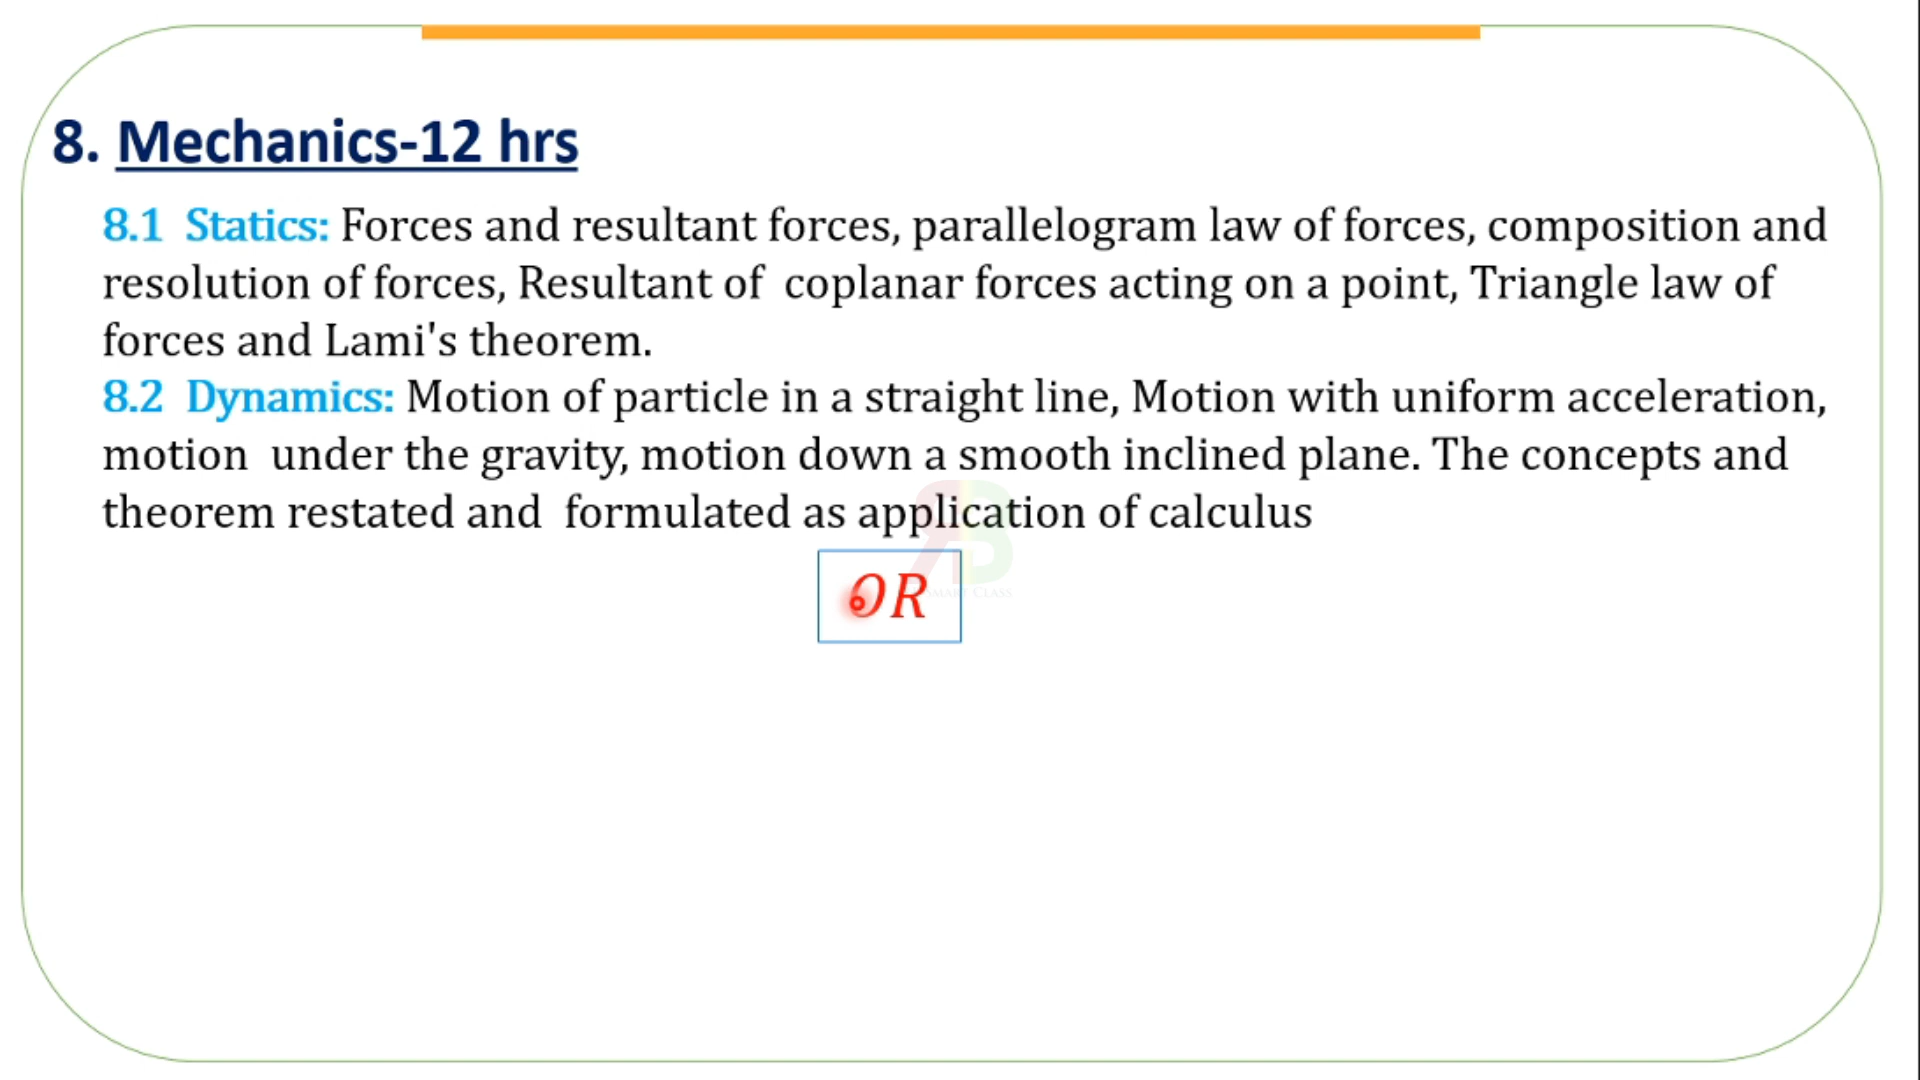 8. Mechanics-12 hrs
8.1 Statics: Forces and resultant forces, parallelogram law of forces, composition and
resolution of forces, Resultant of coplanar forces acting on a point, Triangle law of
forces and Lami's theorem.
8.2 Dynamics: Motion of particle in a straight line, Motion with uniform acceleration,
motion under the gravity, motion down a smooth inclined plane. The concepts and
theorem restated and formulated as application of calculus
OR
SMART CLASS